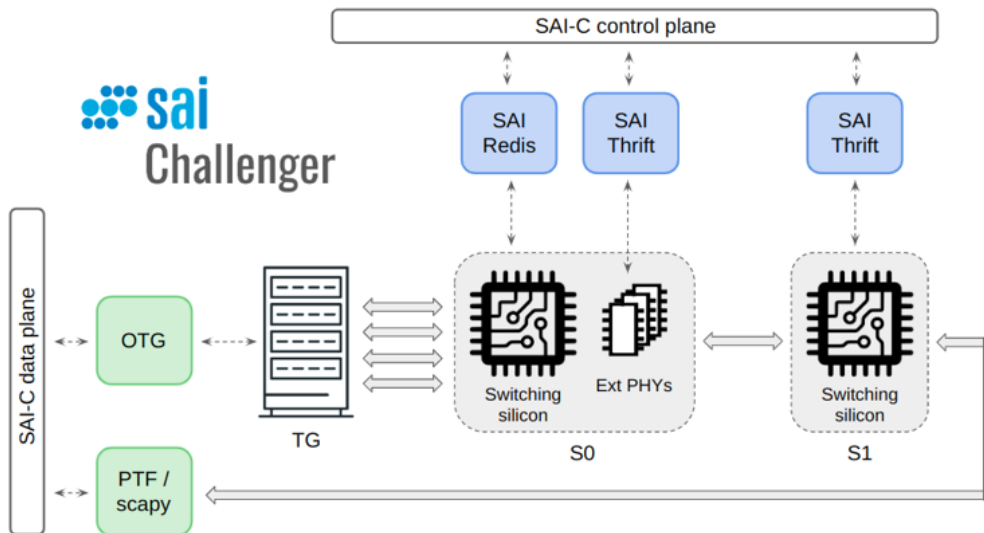 SAI-C control plane
sai
Challenger
SAI
Redis
SAI
Thrift
SAI
Thrift
SAI-C data plane
OTG
PTF /
scapy
TG
Switching
silicon
Ext PHYs
S0
Switching
silicon
S1